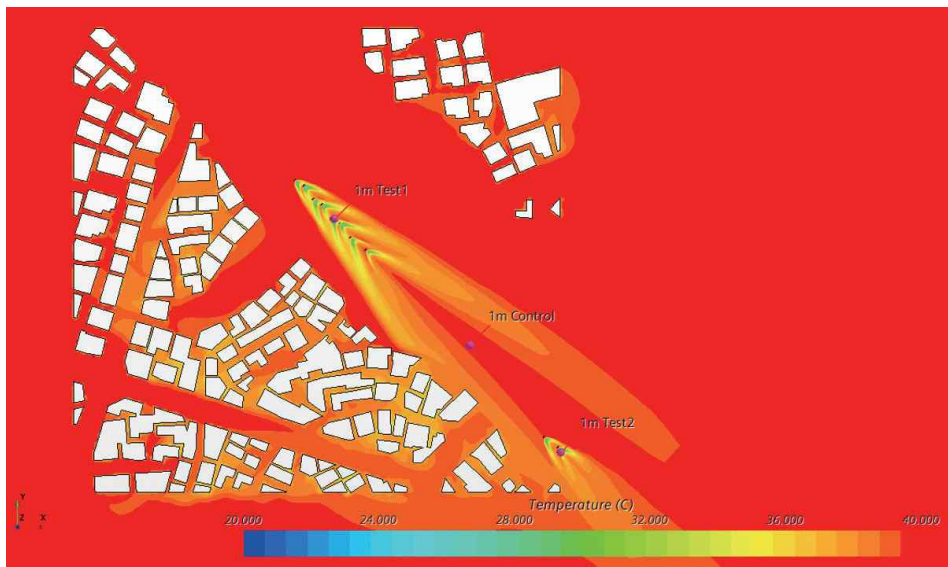 1m Test1
1m Control
1m Test2
Y
Z X
Temperature (C)
20.000 24.000 28.000 32.000 36.000 40.000